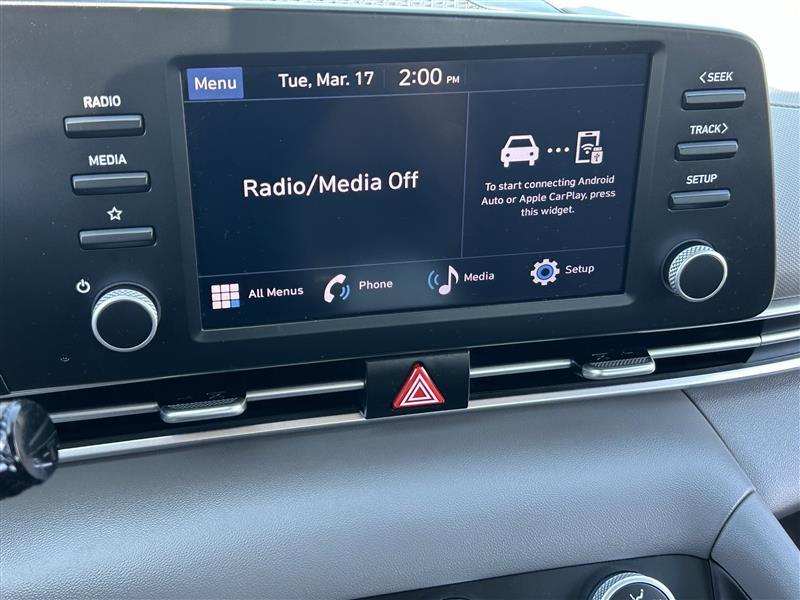 Menu
Tue, Mar. 17 2:00 PM
RADIO
MEDIA
Radio/Media Off
To start connecting Android
Auto or Apple CarPlay, press
this widget.
All Menus
Phone
Media
Setup
<SEEK
TRACK>
SETUP